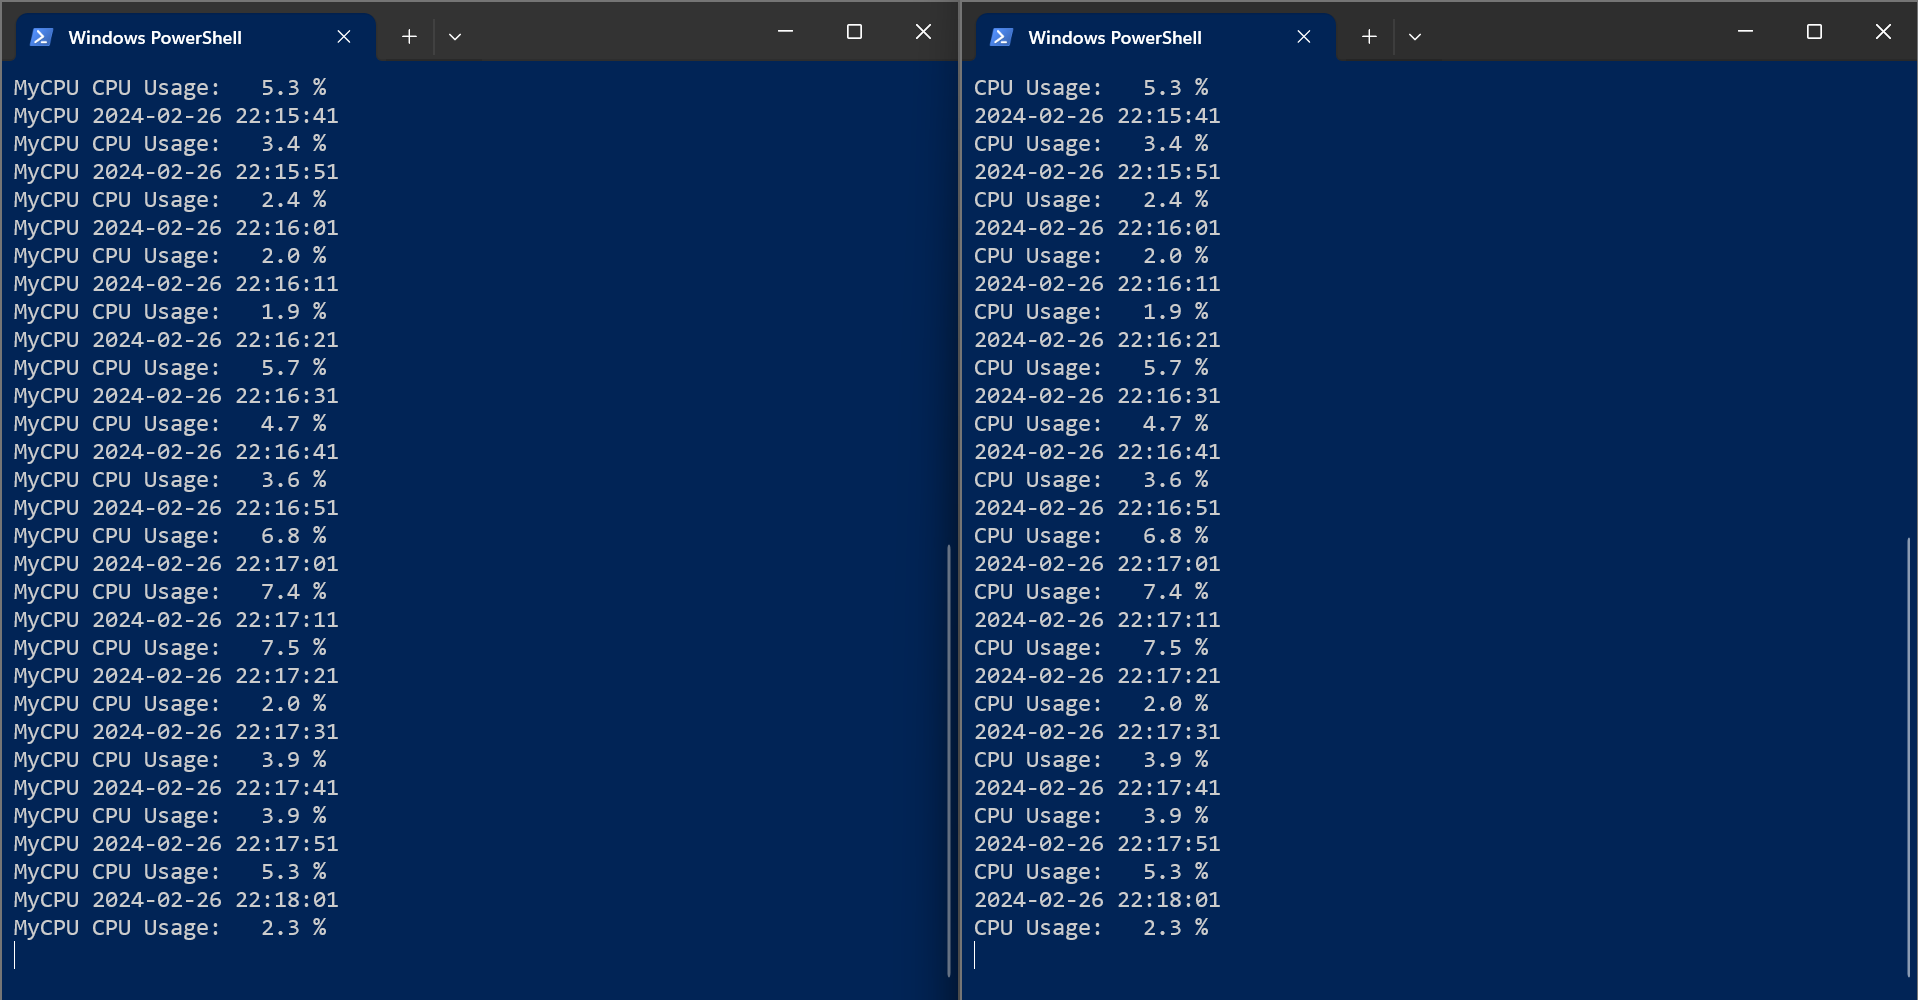 Windows PowerShell
MyCPU CPU Usage:   5.3 %
MyCPU 2024-02-26 22:15:41
MyCPU CPU Usage:   3.4 %
MyCPU 2024-02-26 22:15:51
MyCPU CPU Usage:   2.4 %
MyCPU 2024-02-26 22:16:01
MyCPU CPU Usage:   2.0 %
MyCPU 2024-02-26 22:16:11
MyCPU CPU Usage:   1.9 %
MyCPU 2024-02-26 22:16:21
MyCPU CPU Usage:   5.7 %
MyCPU 2024-02-26 22:16:31
MyCPU CPU Usage:   4.7 %
MyCPU 2024-02-26 22:16:41
MyCPU CPU Usage:   3.6 %
MyCPU 2024-02-26 22:16:51
MyCPU CPU Usage:   6.8 %
MyCPU 2024-02-26 22:17:01
MyCPU CPU Usage:   7.4 %
MyCPU 2024-02-26 22:17:11
MyCPU CPU Usage:   7.5 %
MyCPU 2024-02-26 22:17:21
MyCPU CPU Usage:   2.0 %
MyCPU 2024-02-26 22:17:31
MyCPU CPU Usage:   3.9 %
MyCPU 2024-02-26 22:17:41
MyCPU CPU Usage:   3.9 %
MyCPU 2024-02-26 22:17:51
MyCPU CPU Usage:   5.3 %
MyCPU 2024-02-26 22:18:01
MyCPU CPU Usage:   2.3 %
Windows PowerShell
CPU Usage:   5.3 %
2024-02-26 22:15:41
CPU Usage:   3.4 %
2024-02-26 22:15:51
CPU Usage:   2.4 %
2024-02-26 22:16:01
CPU Usage:   2.0 %
2024-02-26 22:16:11
CPU Usage:   1.9 %
2024-02-26 22:16:21
CPU Usage:   5.7 %
2024-02-26 22:16:31
CPU Usage:   4.7 %
2024-02-26 22:16:41
CPU Usage:   3.6 %
2024-02-26 22:16:51
CPU Usage:   6.8 %
2024-02-26 22:17:01
CPU Usage:   7.4 %
2024-02-26 22:17:11
CPU Usage:   7.5 %
2024-02-26 22:17:21
CPU Usage:   2.0 %
2024-02-26 22:17:31
CPU Usage:   3.9 %
2024-02-26 22:17:41
CPU Usage:   3.9 %
2024-02-26 22:17:51
CPU Usage:   5.3 %
2024-02-26 22:18:01
CPU Usage:   2.3 %